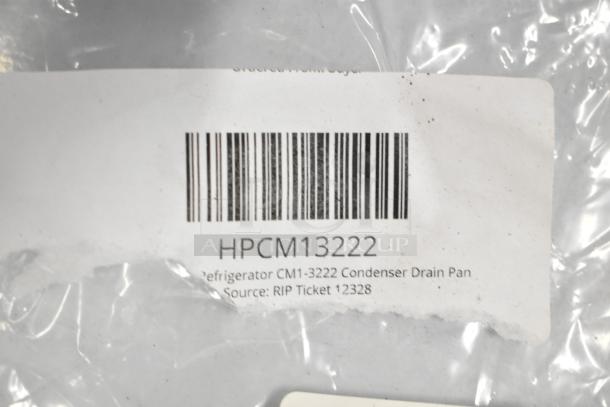 HPCM13222
Refrigerator CM1-3222 Condenser Drain Pan
Source: RIP Ticket 12328